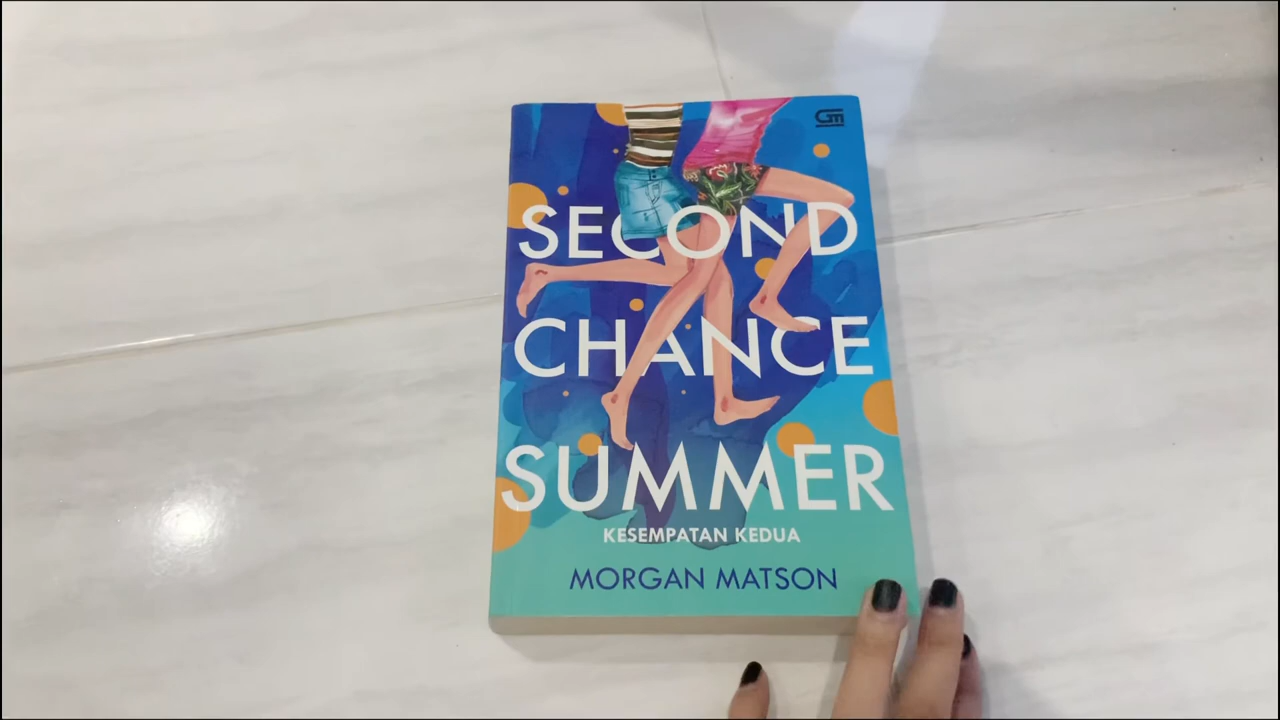 SECOND
CHANCE
SUMMER
KESEMPATAN KEDUA
MORGAN MATSON